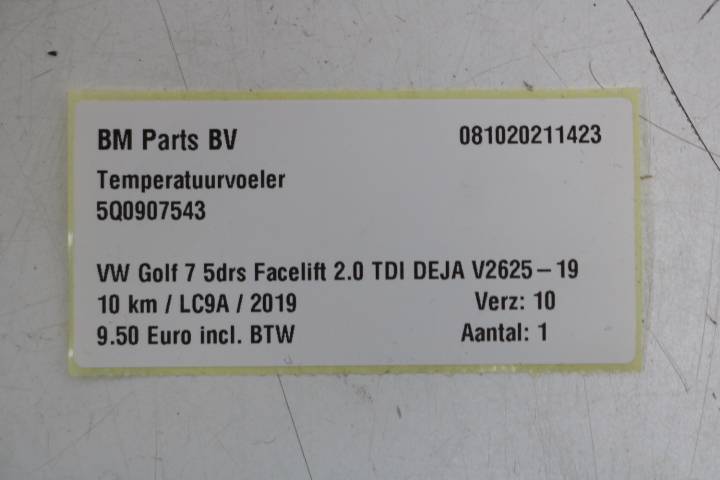 BM Parts BV 081020211423
Temperatuurvoeler
5Q0907543
VW Golf 7 5drs Facelift 2.0 TDI DEJA V2625-19
10 km / LC9A / 2019 Verz: 10
9.50 Euro incl. BTW Aantal: 1